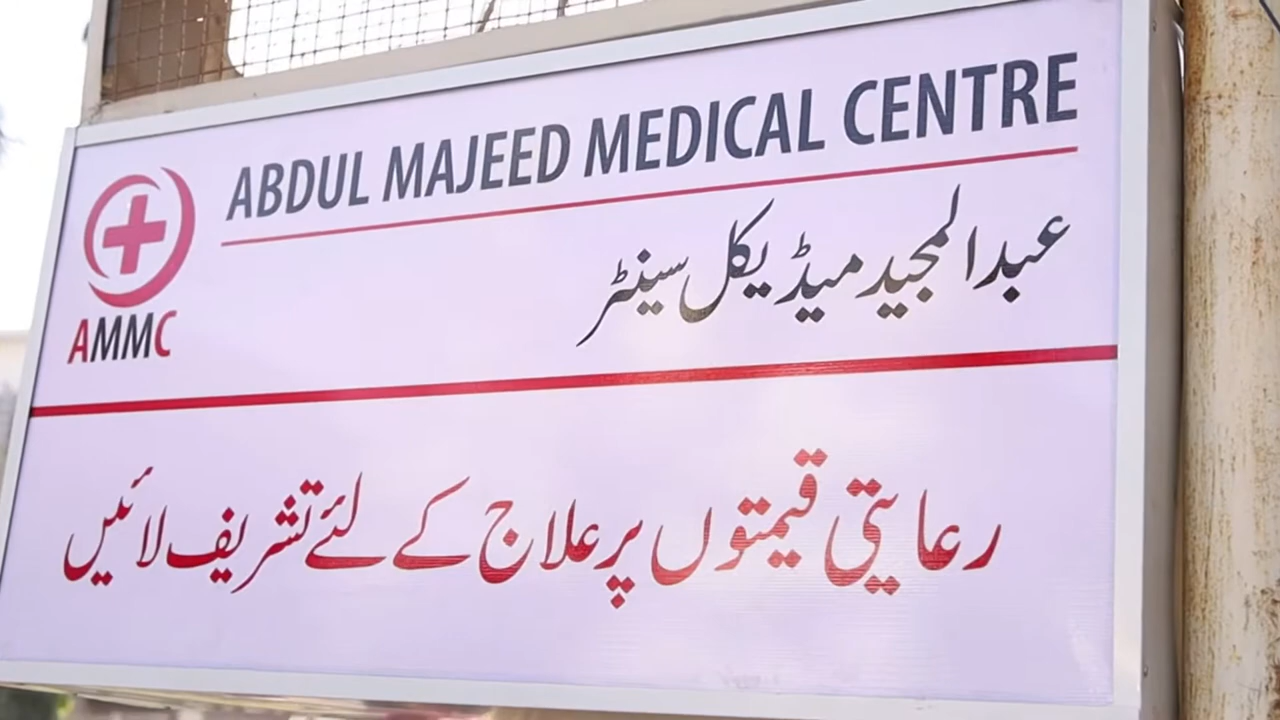 ABDUL MAJEED MEDICAL CENTRE
عبدالمجید میڈیکل سینٹر
AMMC
رعایتی قیمتوں پر علاج کے لئے تشریف لائیں